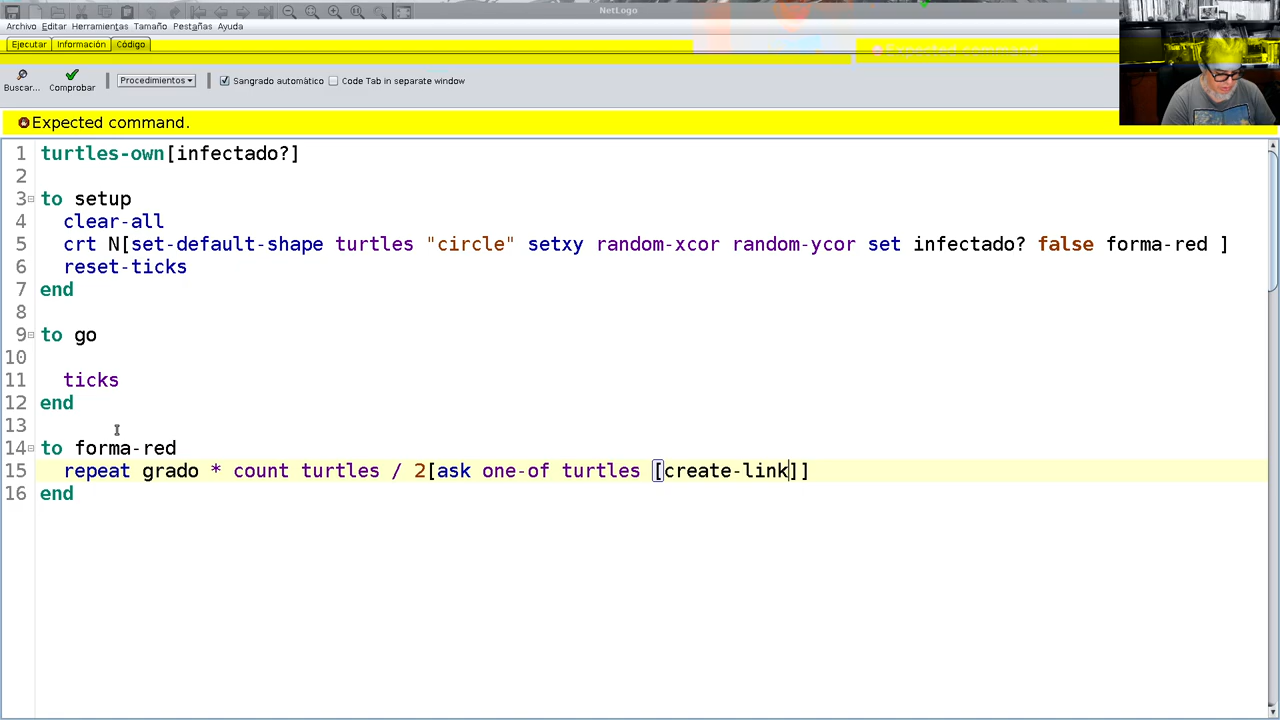 NetLogo
Archivo Editar Herramientas Tamaño Pestañas Ayuda
Ejecutar Información Código
Expected command
Buscar... Comprobar Procedimientos Sangrado automático Code Tab in separate window
Expected command.
1 turtles-own[infectado?]
2
3 to setup
4 clear-all
5 crt N[set-default-shape turtles "circle" setxy random-xcor random-ycor set infectado? false forma-red ]
6 reset-ticks
7 end
8
9 to go
10
11 ticks
12 end
13
14 to forma-red
15 repeat grado * count turtles / 2[ask one-of turtles [create-link]]
16 end